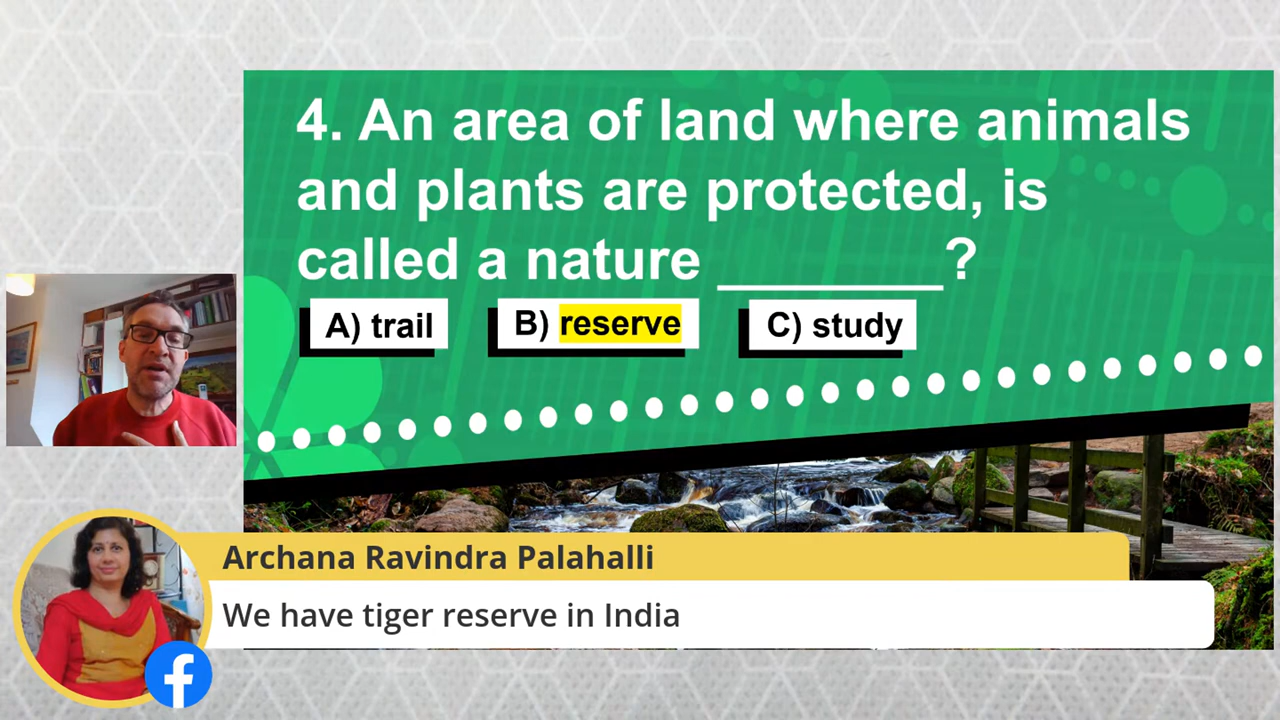 4. An area of land where animals
and plants are protected, is
called a nature ________?
A) trail B) reserve C) study
Archana Ravindra Palahalli
We have tiger reserve in India